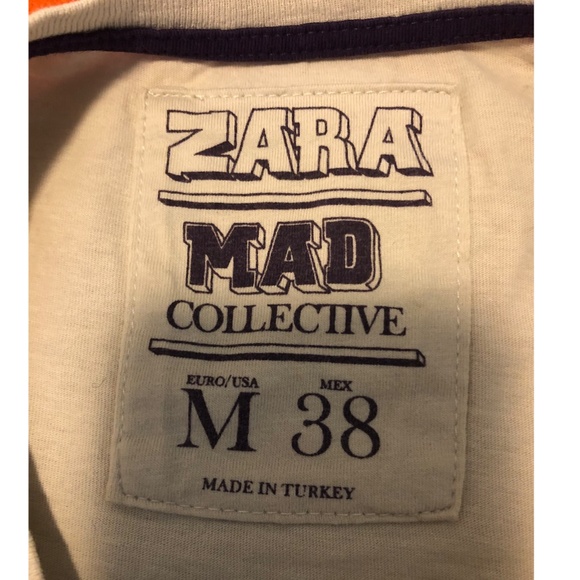 ZARA
MAD
COLLECTIVE
EURO/USA MEX
M 38
MADE IN TURKEY